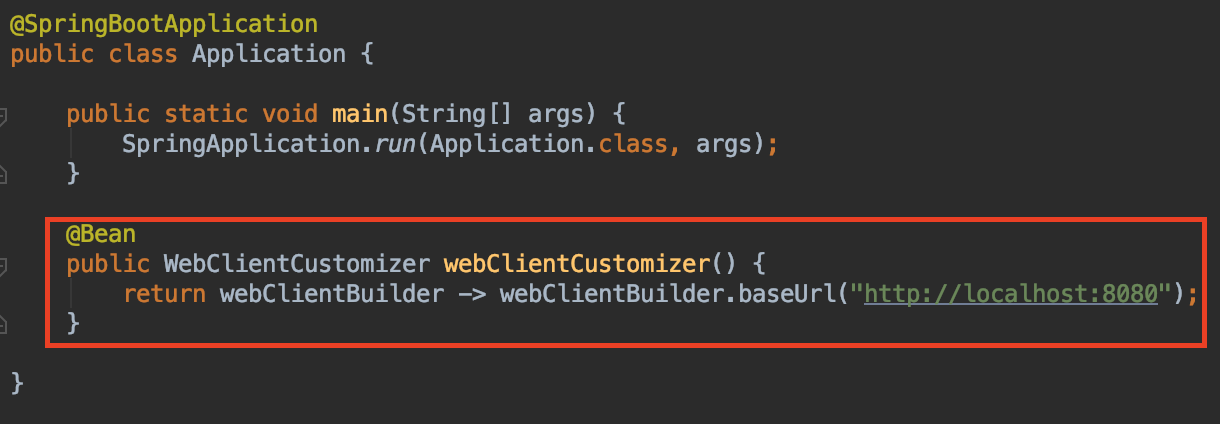 @SpringBootApplication
public class Application {
public static void main(String[] args) {
SpringApplication.run(Application.class, args);
}
@Bean
public WebClientCustomizer webClientCustomizer() {
return webClientBuilder -> webClientBuilder.baseUrl("http://localhost:8080");
}
}